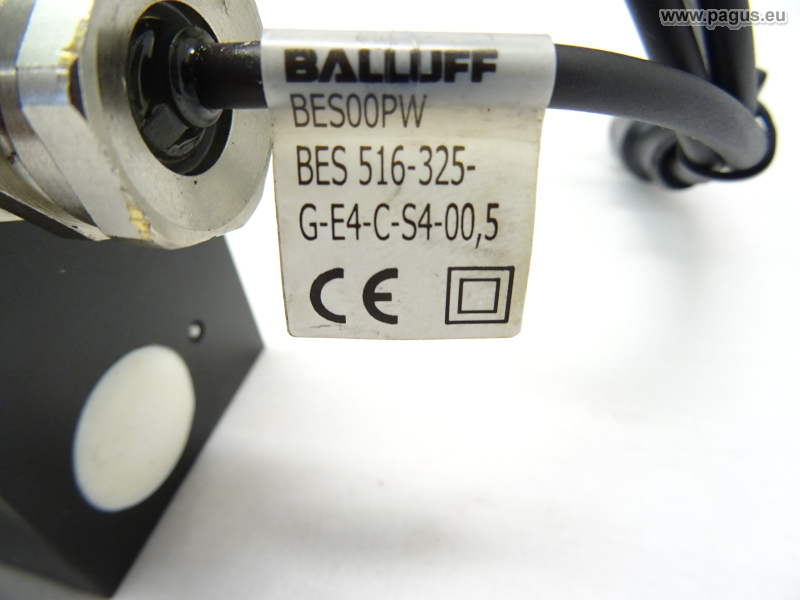 www.pagus.eu
BALLUFF
BES00PW
BES 516-325-
G-E4-C-S4-00,5
CE